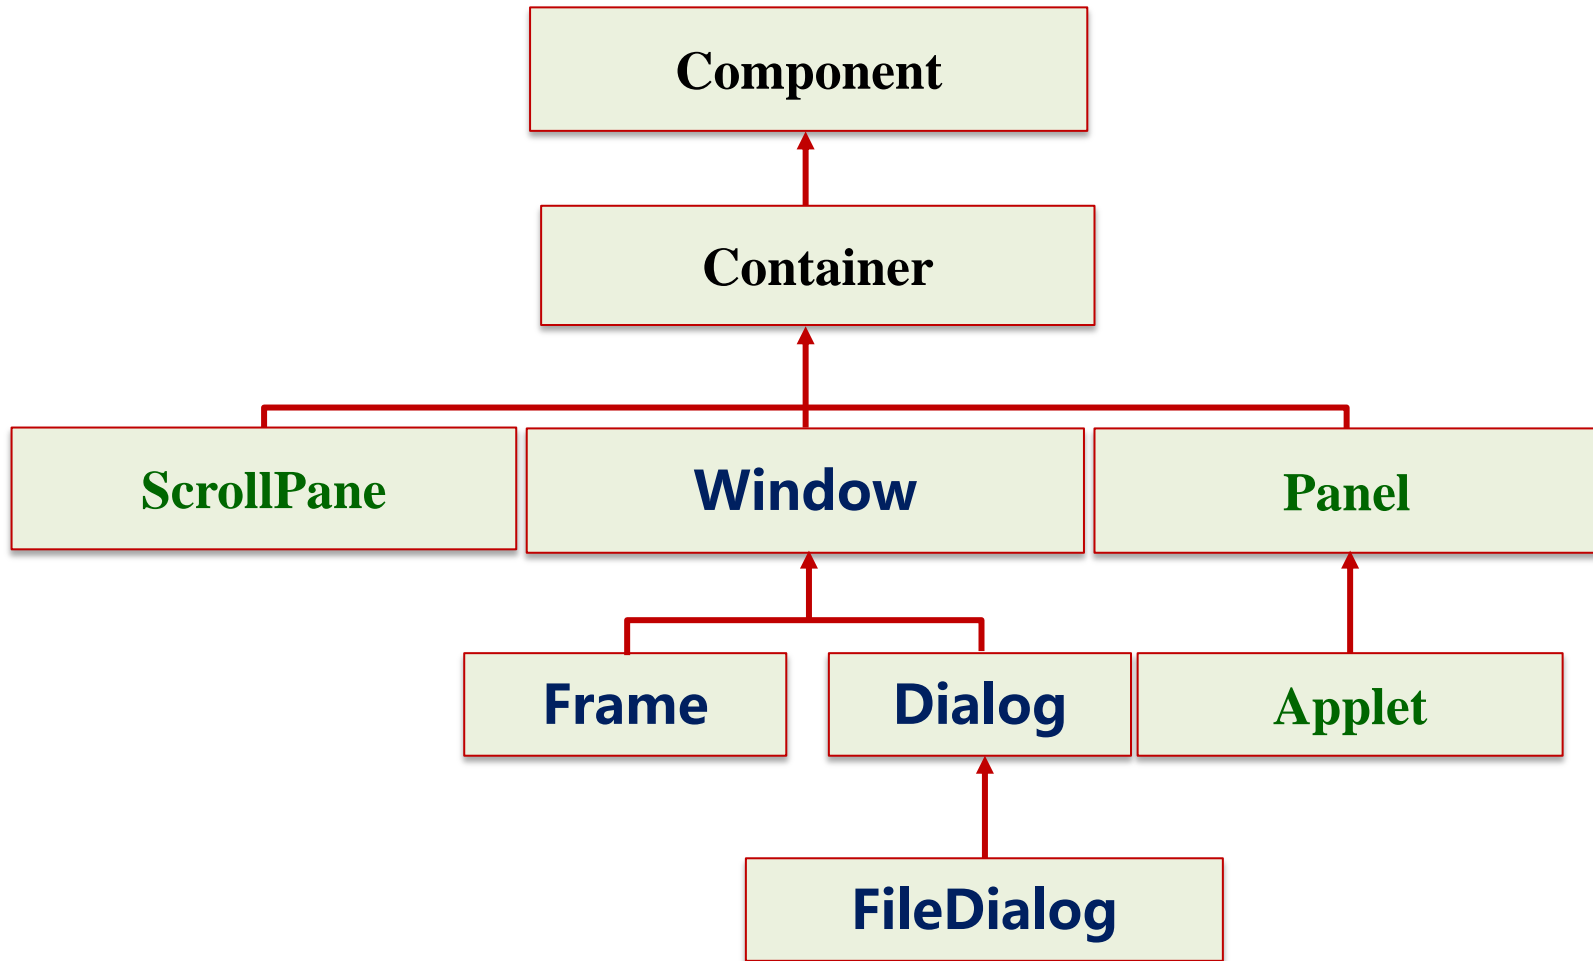 Component
Container
ScrollPane
Window
Panel
Frame
Dialog
Applet
FileDialog